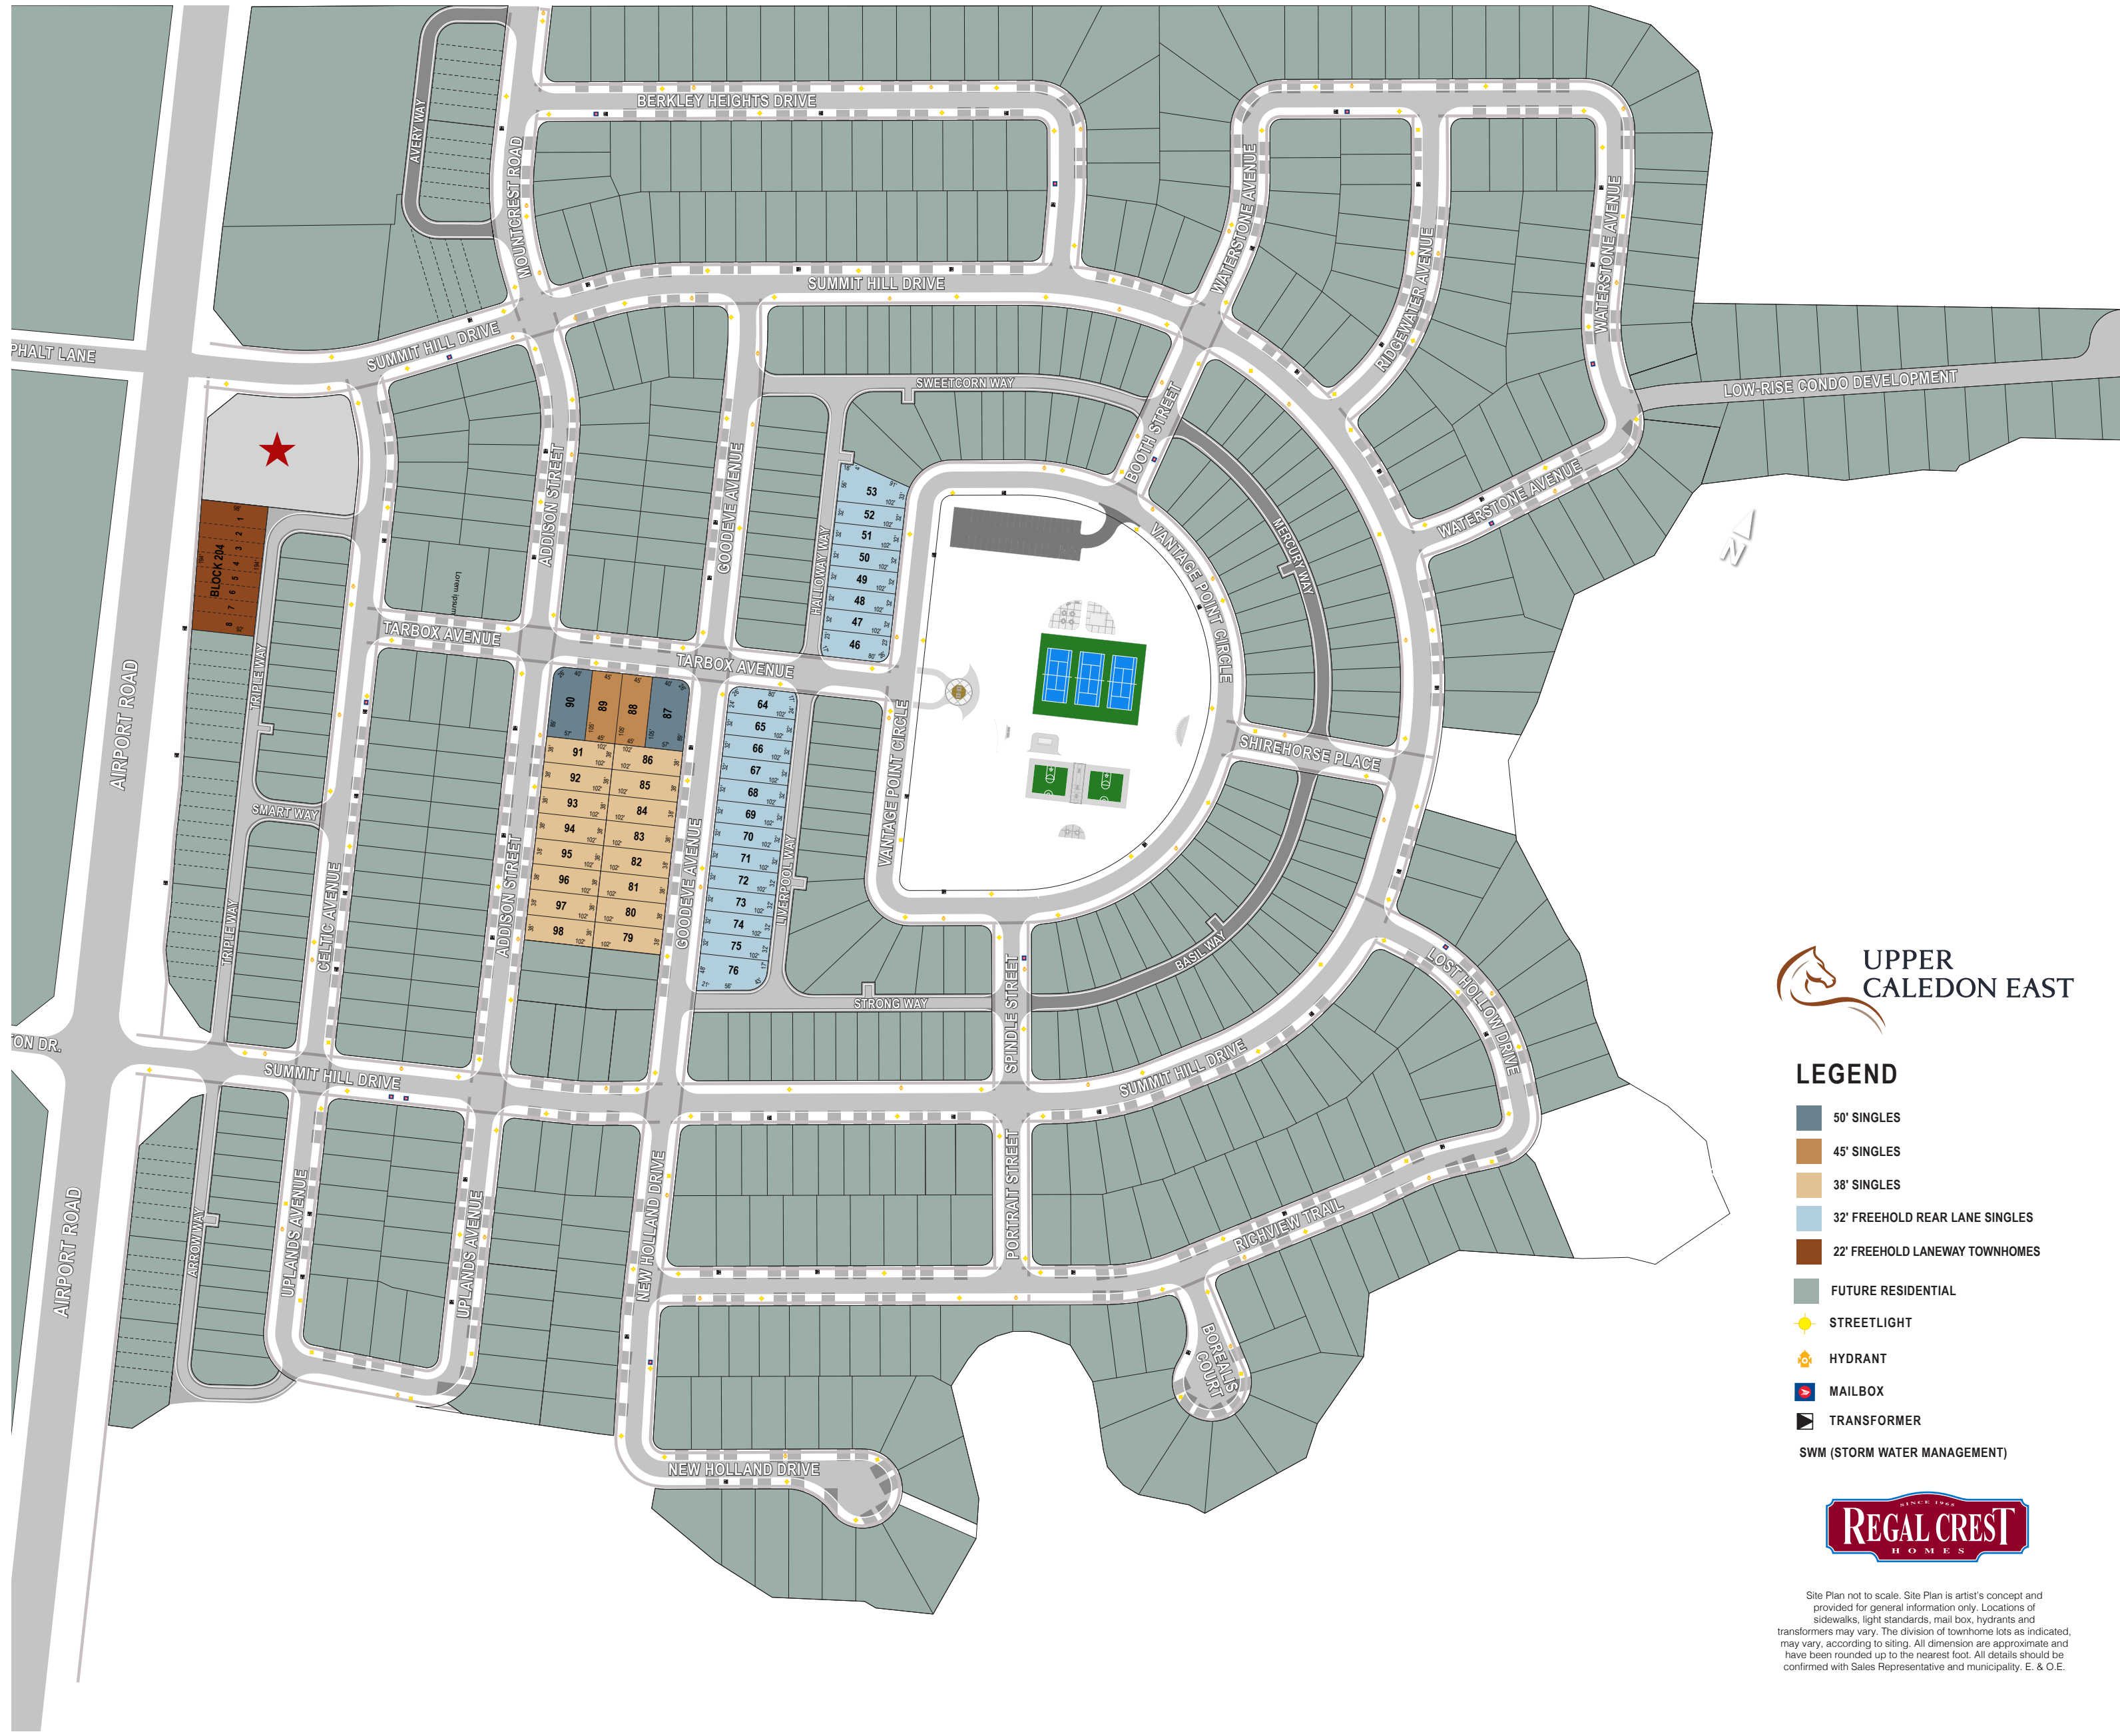 BERKLEY HEIGHTS DRIVE
AVERY WAY
MOUNTCREST ROAD
WATERSTONE AVENUE
WATERSTONE AVENUE
RIDGEWATER AVENUE
SUMMIT HILL DRIVE
SUMMIT HILL DRIVE
PHALT LANE
SWEETCORN WAY
LOW-RISE CONDO DEVELOPMENT
BOOTH STREET
WATERSTONE AVENUE
ADDISON STREET
GOODEVE AVENUE
HALLOWAY WAY
VANTAGE POINT CIRCLE
MERCURY WAY
BLOCK 204
1
2
3
4
5
6
7
8
Lorem ipsum
53
52
51
50
49
48
47
46
N
TARBOX AVENUE
TARBOX AVENUE
TRIPLE WAY
AIRPORT ROAD
90
89
88
87
91
86
92
85
93
84
94
83
95
82
96
81
97
80
98
79
64
65
66
67
68
69
70
71
72
73
74
75
76
VANTAGE POINT CIRCLE
SHIREHORSE PLACE
SMART WAY
CELTIC AVENUE
ADDISON STREET
GOODEVE AVENUE
LIVERPOOL WAY
TRIPLE WAY
BASIL WAY
STRONG WAY
SPINDLE STREET
LOST HOLLOW DRIVE
TON DR.
SUMMIT HILL DRIVE
SUMMIT HILL DRIVE
ARROW WAY
UPLANDS AVENUE
UPLANDS AVENUE
NEW HOLLAND DRIVE
PORTRAIT STREET
RICHVIEW TRAIL
AIRPORT ROAD
BOREALIS
COURT
NEW HOLLAND DRIVE
UPPER
CALEDON EAST
LEGEND
50' SINGLES
45' SINGLES
38' SINGLES
32' FREEHOLD REAR LANE SINGLES
22' FREEHOLD LANEWAY TOWNHOMES
FUTURE RESIDENTIAL
STREETLIGHT
HYDRANT
MAILBOX
TRANSFORMER
SWM (STORM WATER MANAGEMENT)
SINCE 1965
REGAL CREST
HOMES
Site Plan not to scale. Site Plan is artist's concept and
provided for general information only. Locations of
sidewalks, light standards, mail box, hydrants and
transformers may vary. The division of townhome lots as indicated,
may vary, according to siting. All dimension are approximate and
have been rounded up to the nearest foot. All details should be
confirmed with Sales Representative and municipality. E. & O.E.